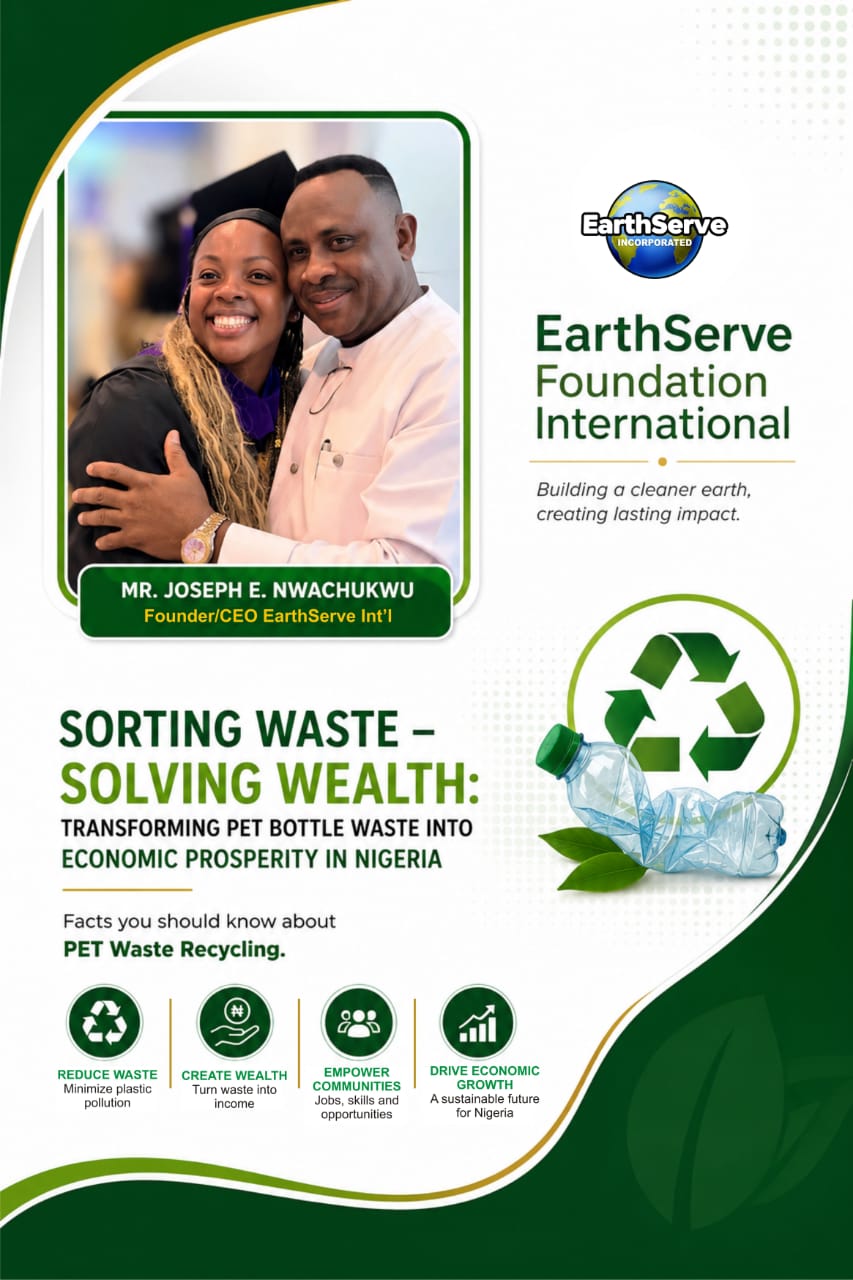 EarthServe
INCORPORATED
EarthServe
Foundation
International
Building a cleaner earth,
creating lasting impact.
MR. JOSEPH E. NWACHUKWU
Founder/CEO EarthServe Int'l
SORTING WASTE –
SOLVING WEALTH:
TRANSFORMING PET BOTTLE WASTE INTO
ECONOMIC PROSPERITY IN NIGERIA
Facts you should know about
PET Waste Recycling.
₦
REDUCE WASTE
Minimize plastic
pollution
CREATE WEALTH
Turn waste into
income
EMPOWER
COMMUNITIES
Jobs, skills and
opportunities
DRIVE ECONOMIC
GROWTH
A sustainable future
for Nigeria